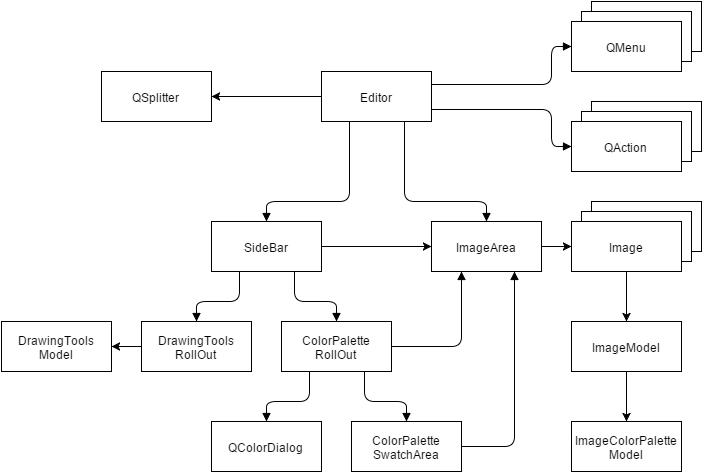 QMenu
QSplitter
Editor
QAction
SideBar
ImageArea
Image
DrawingTools
Model
DrawingTools
RollOut
ColorPalette
RollOut
ImageModel
QColorDialog
ColorPalette
SwatchArea
ImageColorPalette
Model